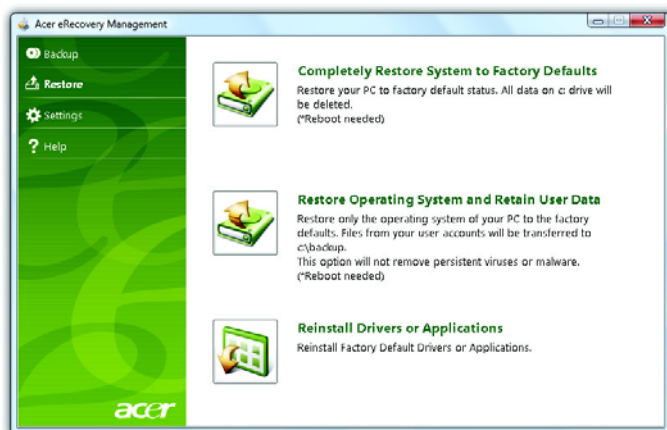 Acer eRecovery Management
Backup
Restore
Settings
Help
Completely Restore System to Factory Defaults
Restore your PC to factory default status. All data on c: drive will
be deleted.
(*Reboot needed)
Restore Operating System and Retain User Data
Restore only the operating system of your PC to the factory
defaults. Files from your user accounts will be transferred to
c:\backup.
This option will not remove persistent viruses or malware.
(*Reboot needed)
Reinstall Drivers or Applications
Reinstall Factory Default Drivers or Applications.
acer